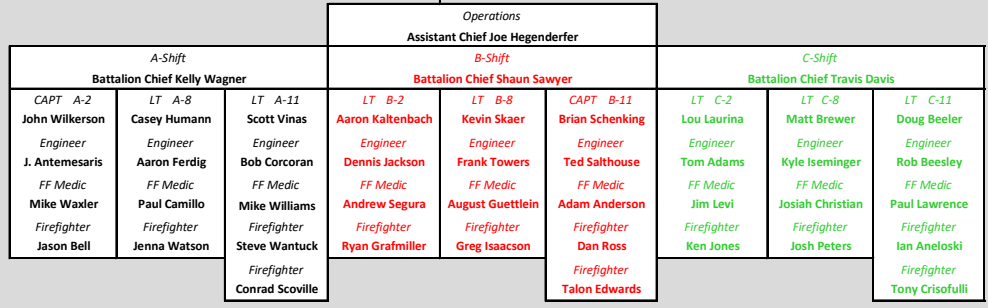 Operations
Assistant Chief Joe Hegenderfer
A-Shift
Battalion Chief Kelly Wagner
B-Shift
Battalion Chief Shaun Sawyer
C-Shift
Battalion Chief Travis Davis
CAPT A-2
John Wilkerson
Engineer
J. Antemesaris
FF Medic
Mike Waxler
Firefighter
Jason Bell
LT A-8
Casey Humann
Engineer
Aaron Ferdig
FF Medic
Paul Camillo
Firefighter
Jenna Watson
LT A-11
Scott Vinas
Engineer
Bob Corcoran
FF Medic
Mike Williams
Firefighter
Steve Wantuck
Firefighter
Conrad Scoville
LT B-2
Aaron Kaltenbach
Engineer
Dennis Jackson
FF Medic
Andrew Segura
Firefighter
Ryan Grafmiller
LT B-8
Kevin Skaer
Engineer
Frank Towers
FF Medic
August Guettlein
Firefighter
Greg Isaacson
CAPT B-11
Brian Schenking
Engineer
Ted Salthouse
FF Medic
Adam Anderson
Firefighter
Dan Ross
Firefighter
Talon Edwards
LT C-2
Lou Laurina
Engineer
Tom Adams
FF Medic
Jim Levi
Firefighter
Ken Jones
LT C-8
Matt Brewer
Engineer
Kyle Iseminger
FF Medic
Josiah Christian
Firefighter
Josh Peters
LT C-11
Doug Beeler
Engineer
Rob Beesley
FF Medic
Paul Lawrence
Firefighter
Ian Aneloski
Firefighter
Tony Crisofulli